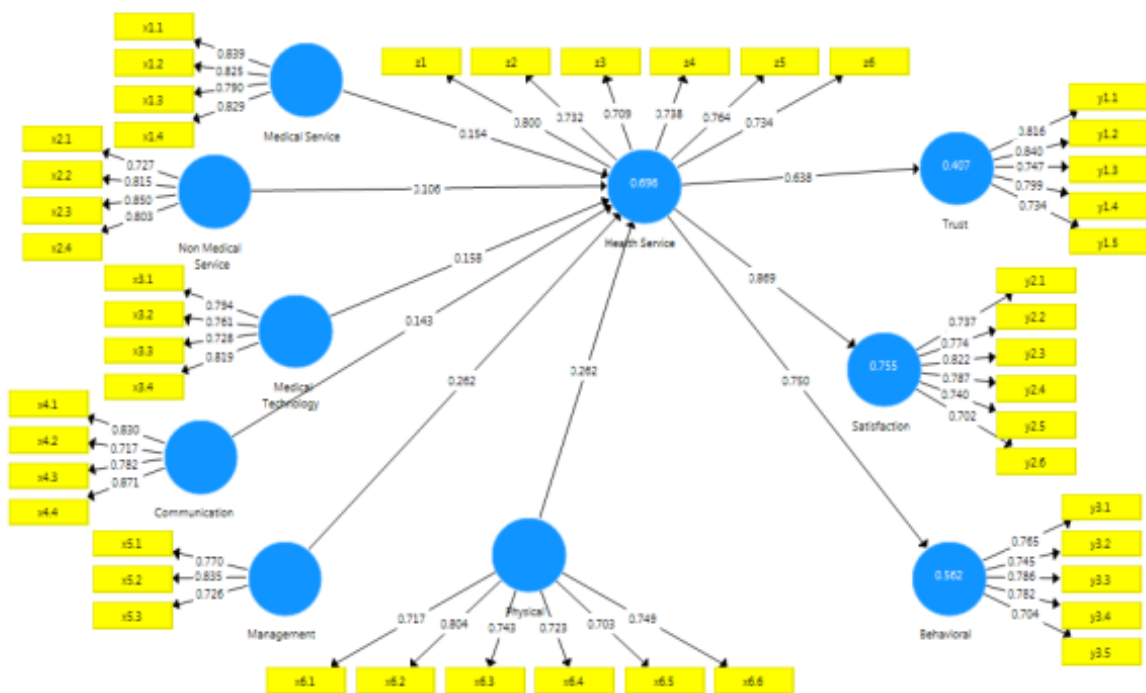 x1.1
x1.2
x1.3
x1.4
0.839
0.825
0.790
0.829
Medical Service
x2.1
x2.2
x2.3
x2.4
0.727
0.815
0.850
0.803
Non Medical
Service
x3.1
x3.2
x3.3
x3.4
0.794
0.761
0.728
0.819
Medical
Technology
x4.1
x4.2
x4.3
x4.4
0.830
0.717
0.782
0.871
Communication
x5.1
x5.2
x5.3
0.770
0.835
0.726
Management
0.717
0.804
0.743
0.723
0.703
0.749
Physical
x6.1
x6.2
x6.3
x6.4
x6.5
x6.6
0.154
0.106
0.158
0.143
0.262
0.262
z1
z2
z3
z4
z5
z6
0.800
0.732
0.709
0.738
0.764
0.734
0.696
Health Service
0.638
0.869
0.750
0.407
Trust
0.816
0.840
0.747
0.799
0.734
y1.1
y1.2
y1.3
y1.4
y1.5
0.755
Satisfaction
0.737
0.774
0.822
0.787
0.740
0.702
y2.1
y2.2
y2.3
y2.4
y2.5
y2.6
0.562
Behavioral
0.765
0.745
0.786
0.782
0.704
y3.1
y3.2
y3.3
y3.4
y3.5